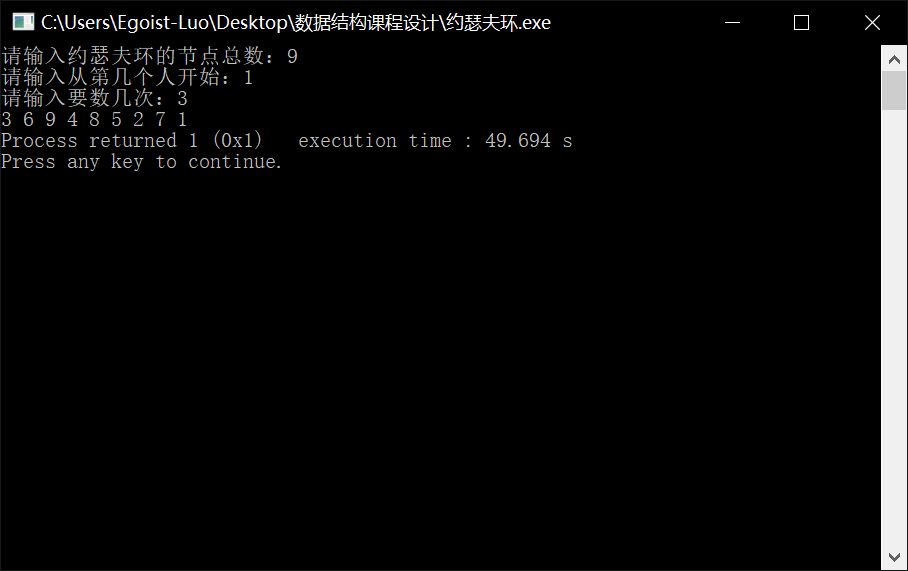 C:\Users\Egoist-Luo\Desktop\数据结构课程设计\约瑟夫环.exe
请输入约瑟夫环的节点总数：9
请输入从第几个人开始：1
请输入要数几次：3
3 6 9 4 8 5 2 7 1
Process returned 1 (0x1)   execution time : 49.694 s
Press any key to continue.